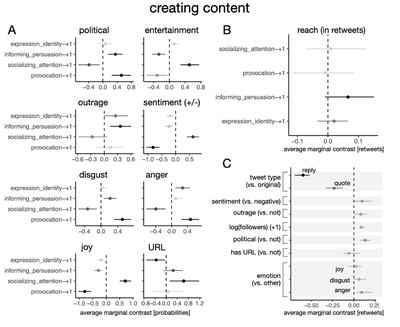 creating content
A
political
entertainment
expression_identity→+1
informing_persuasion→+1
socializing_attention→+1
provocation→+1
-0.4
0.0
0.4
-0.4
0.0
0.4
outrage
sentiment (+/-)
expression_identity→+1
informing_persuasion→+1
socializing_attention→+1
provocation→+1
-0.6
-0.3
0.0
0.3
0.6
-0.5
0.0
0.5
disgust
anger
expression_identity→+1
informing_persuasion→+1
socializing_attention→+1
provocation→+1
-0.4
0.0
0.4
-0.4
0.0
0.4
joy
URL
expression_identity→+1
informing_persuasion→+1
socializing_attention→+1
provocation→+1
-1.0
-0.5
0.0
0.5
1.0
-0.2
0.0
0.2
0.4
average marginal contrast [probabilities]
B
reach (in retweets)
socializing_attention→+1
provocation→+1
informing_persuasion→+1
expression_identity→+1
-0.1
0.0
0.1
average marginal contrast [retweets]
C
tweet type
(vs. original)
reply
quote
sentiment (vs. negative)
outrage (vs. not)
log(followers) (+1)
political (vs. not)
has URL (vs. not)
emotion
(vs. other)
joy
disgust
anger
-0.50
-0.25
0.00
0.25
average marginal contrast [retweets]